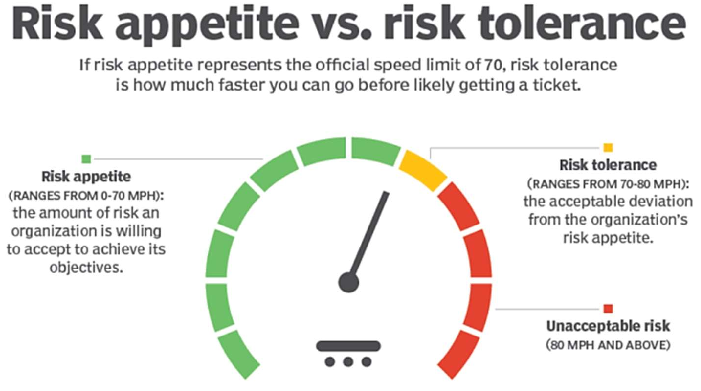 Risk appetite vs. risk tolerance
If risk appetite represents the official speed limit of 70, risk tolerance
is how much faster you can go before likely getting a ticket.
Risk appetite
(RANGES FROM 0-70 MPH):
the amount of risk an
organization is willing
to accept to achieve its
objectives.
Risk tolerance
(RANGES FROM 70-80 MPH):
the acceptable deviation
from the organization's
risk appetite.
Unacceptable risk
(80 MPH AND ABOVE)